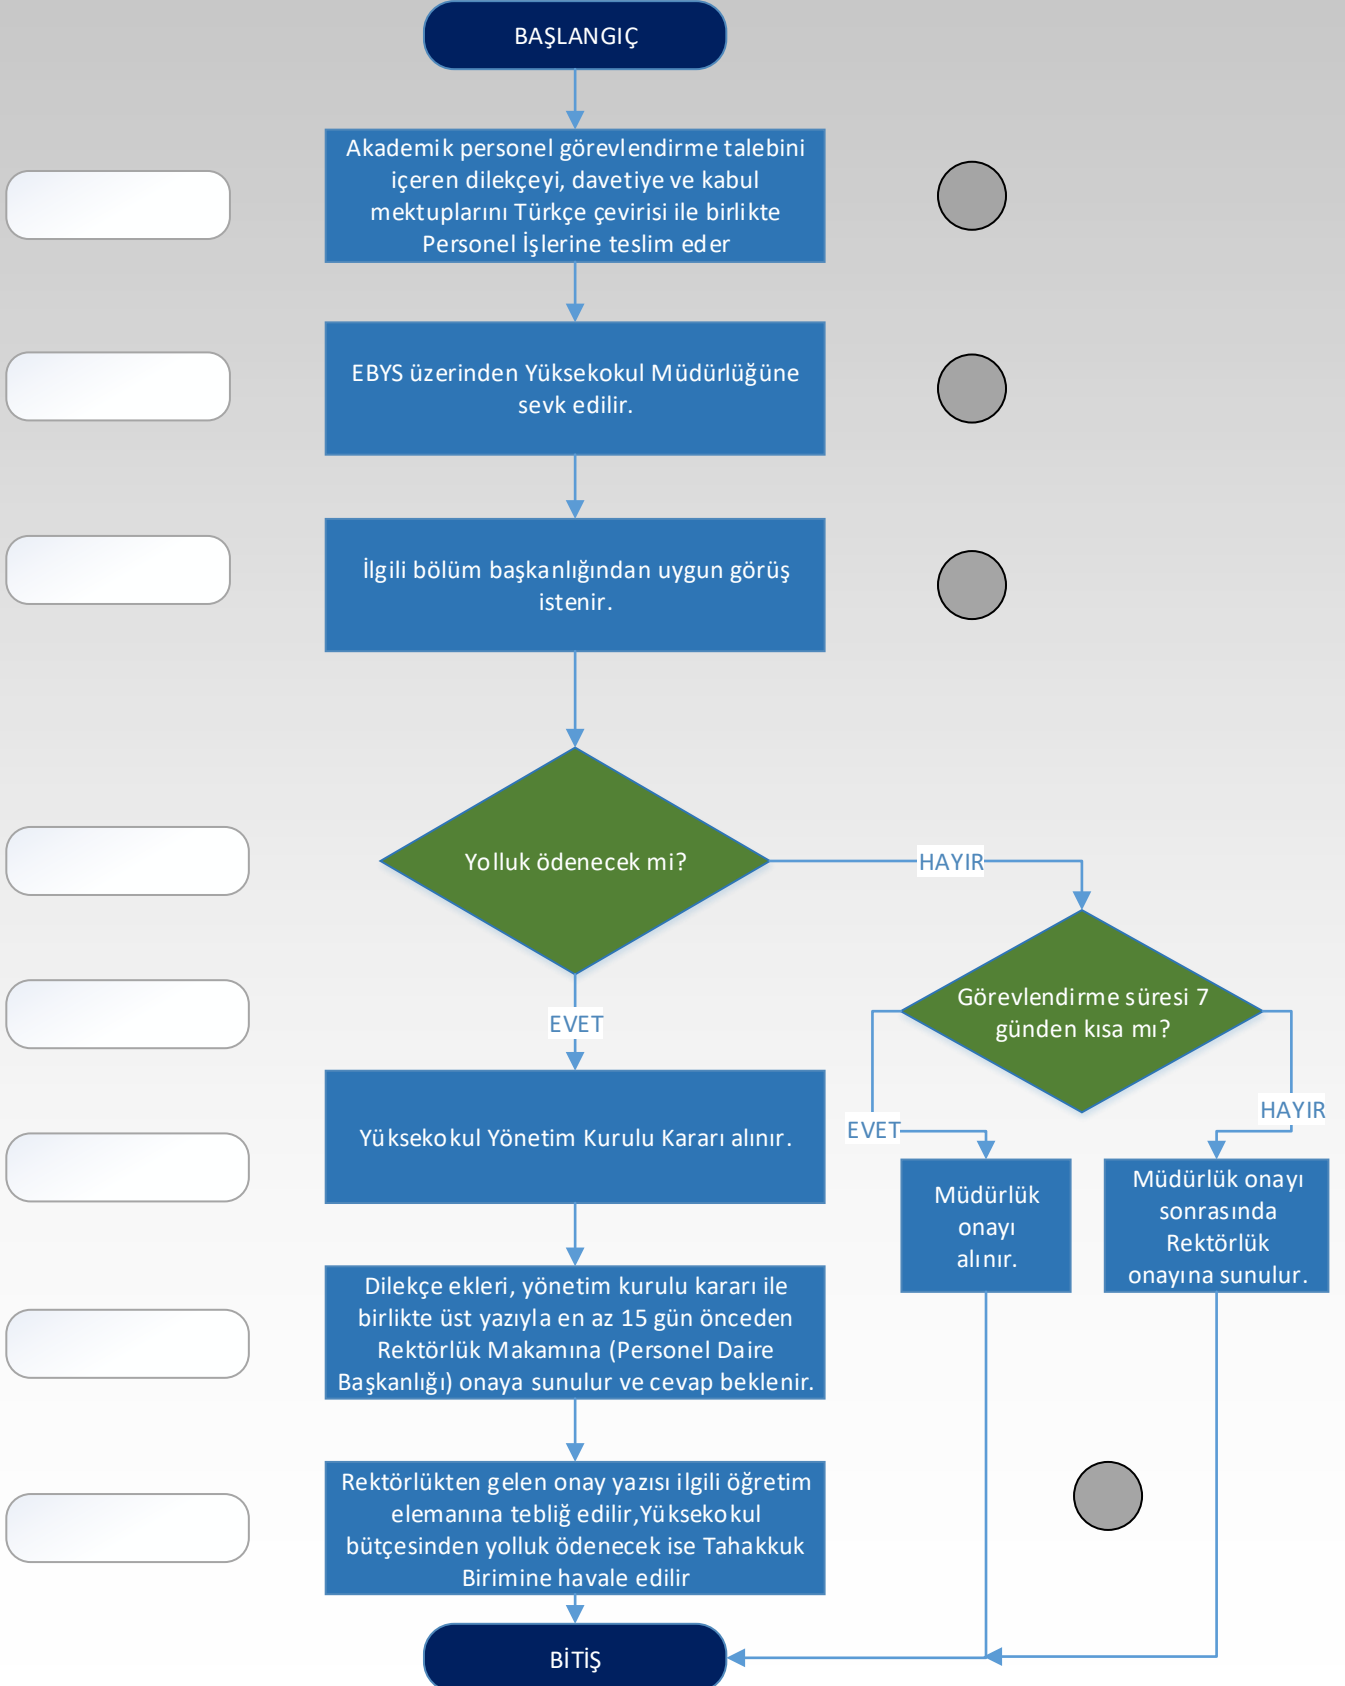 BAŞLANGIÇ
Akademik personel görevlendirme talebini
içeren dilekçeyi, davetiye ve kabul
mektuplarını Türkçe çevirisi ile birlikte
Personel İşlerine teslim eder
EBYS üzerinden Yüksekokul Müdürlüğüne
sevk edilir.
İlgili bölüm başkanlığından uygun görüş
istenir.
Yolluk ödenecek mi?
HAYIR
Görevlendirme süresi 7
günden kısa mı?
EVET
HAYIR
EVET
Yüksekokul Yönetim Kurulu Kararı alınır.
Müdürlük
onayı
alınır.
Müdürlük onayı
sonrasında
Rektörlük
onayına sunulur.
Dilekçe ekleri, yönetim kurulu kararı ile
birlikte üst yazıyla en az 15 gün önceden
Rektörlük Makamına (Personel Daire
Başkanlığı) onaya sunulur ve cevap beklenir.
Rektörlükten gelen onay yazısı ilgili öğretim
elemanına tebliğ edilir,Yüksekokul
bütçesinden yolluk ödenecek ise Tahakkuk
Birimine havale edilir
BİTİŞ